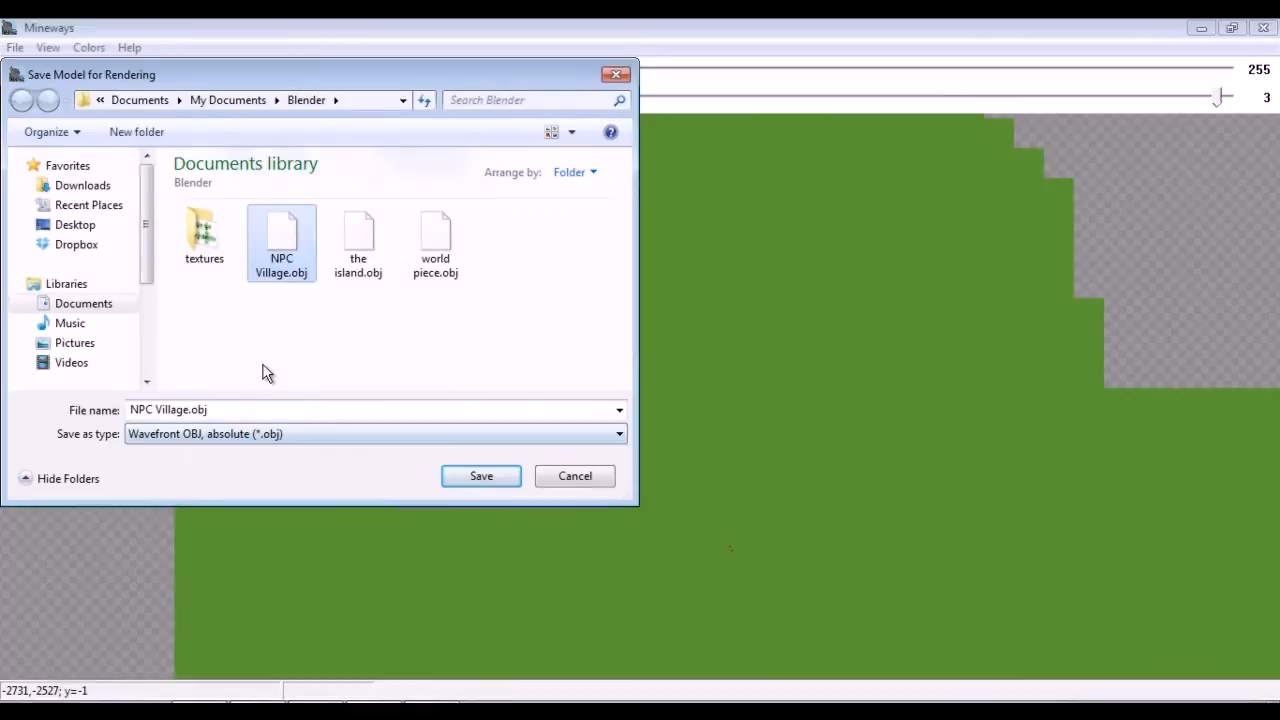 Mineways
File View Colors Help
Save Model for Rendering
255
« Documents My Documents Blender Search Blender
3
Organize New folder
Favorites
Downloads
Recent Places
Desktop
Dropbox
Libraries
Documents
Music
Pictures
Videos
Documents library
Blender
Arrange by: Folder
textures
NPC
Village.obj
the
island.obj
world
piece.obj
File name: NPC Village.obj
Save as type: Wavefront OBJ, absolute (*.obj)
Hide Folders Save Cancel
-2731,-2527; y=-1